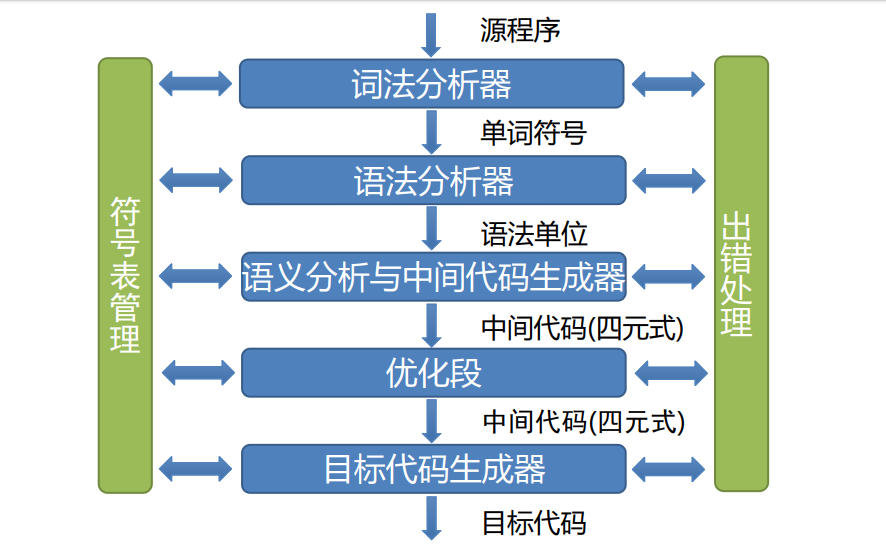 源程序
词法分析器
单词符号
语法分析器
语法单位
语义分析与中间代码生成器
中间代码(四元式)
优化段
中间代码(四元式)
目标代码生成器
目标代码
符号表管理
出错处理